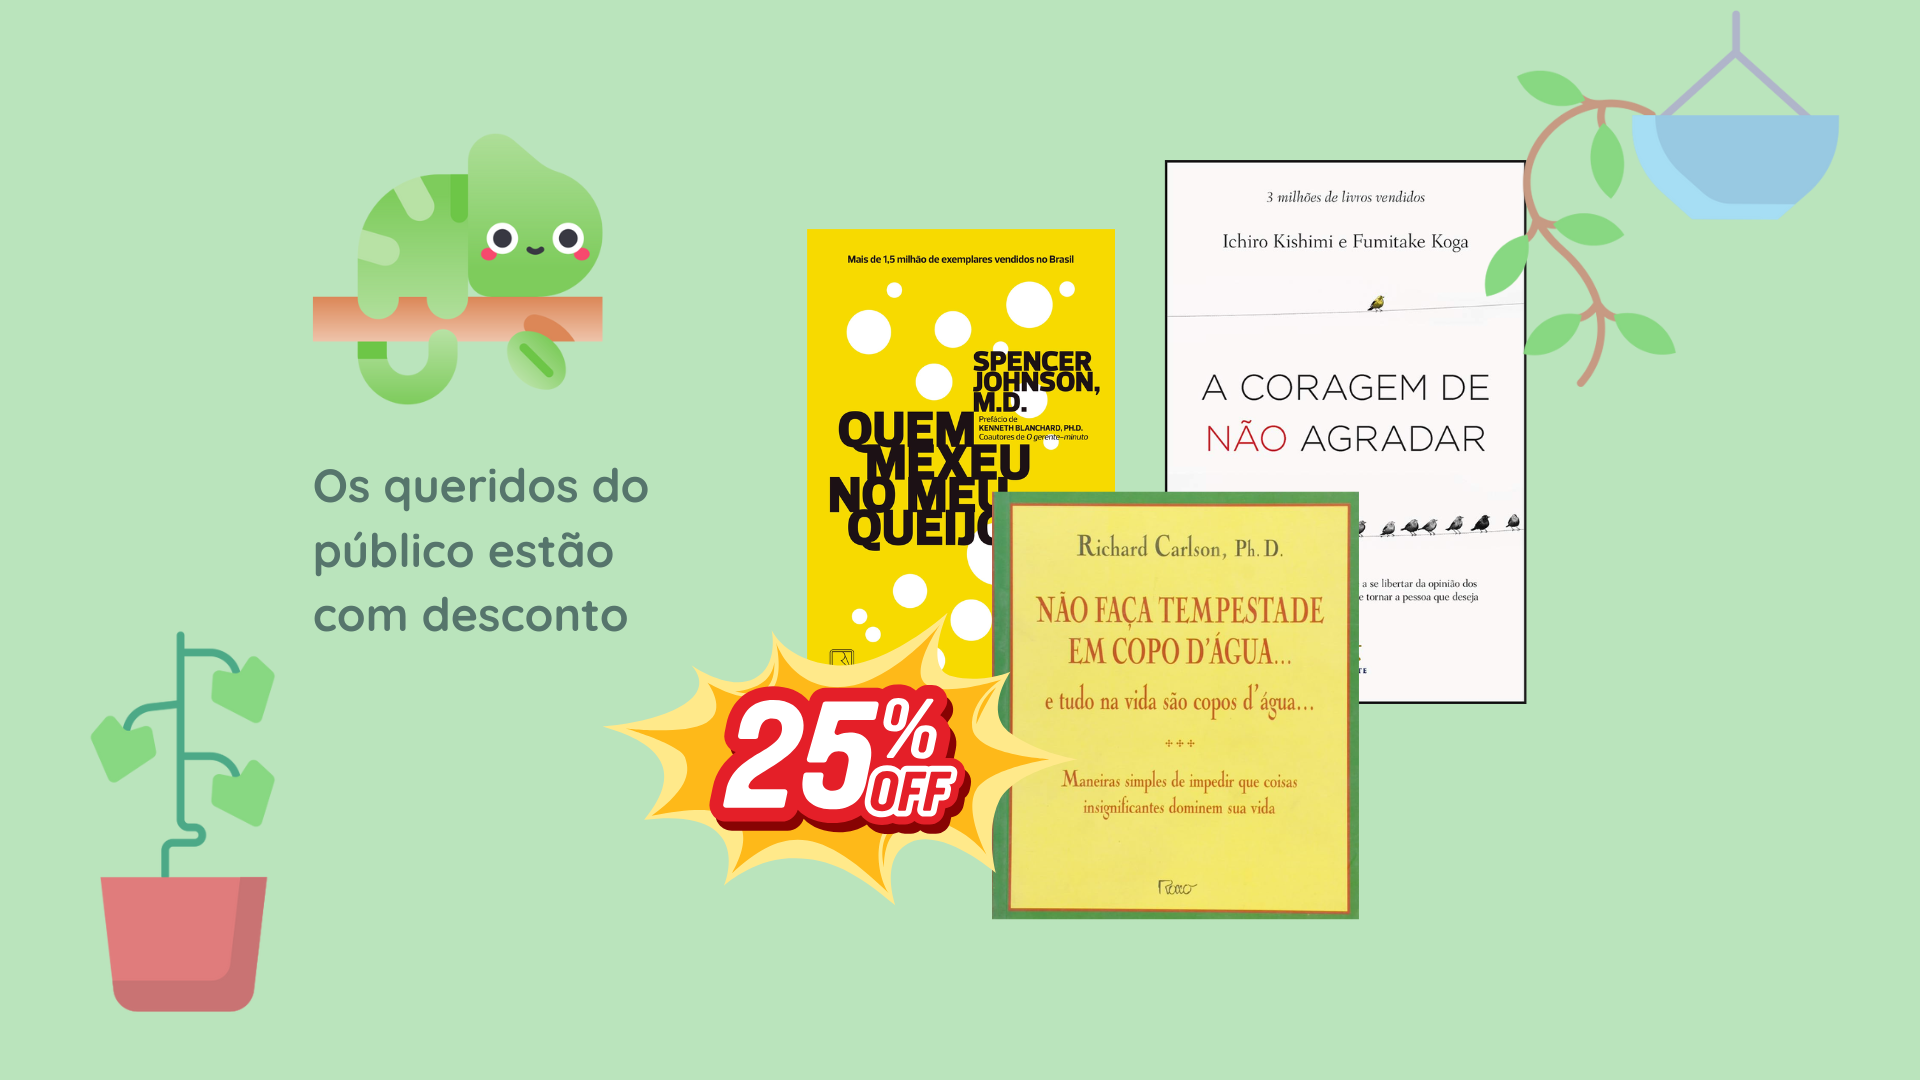 Os queridos do
público estão
com desconto
Mais de 1,5 milhão de exemplares vendidos no Brasil
SPENCER
JOHNSON,
M.D.
Prefácio de
KENNETH BLANCHARD, PH.D.
Coautores de O gerente-minuto
QUEM
MEXEU
NO MEU
QUEIJO
3 milhões de livros vendidos
Ichiro Kishimi e Fumitake Koga
A CORAGEM DE
NÃO AGRADAR
a se libertar da opinião dos
e tornar a pessoa que deseja
Richard Carlson, Ph. D.
NÃO FAÇA TEMPESTADE
EM COPO D'ÁGUA...
e tudo na vida são copos d'água...
Maneiras simples de impedir que coisas
insignificantes dominem sua vida
Rocco
25%
OFF